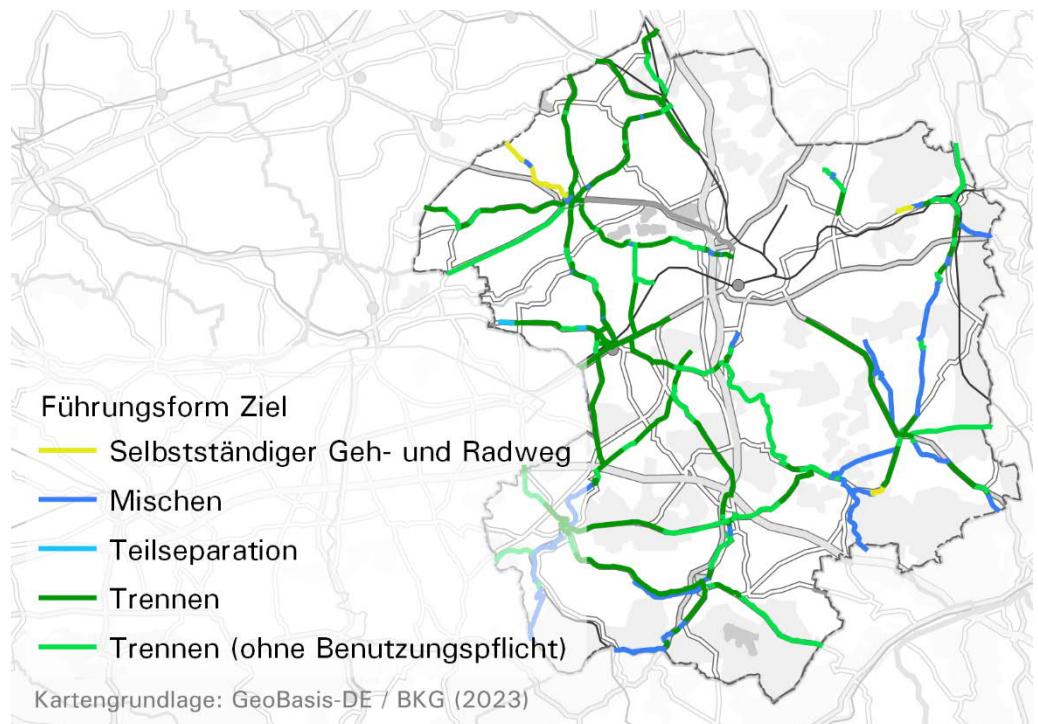 Führungsform Ziel
Selbstständiger Geh- und Radweg
Mischen
Teilseparation
Trennen
Trennen (ohne Benutzungspflicht)
Kartengrundlage: GeoBasis-DE / BKG (2023)